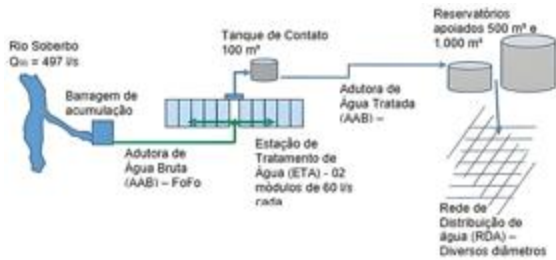 Rio Soberbo
Q₉₅ = 497 l/s
Barragem de
acumulação
Adutora de
Água Bruta
(AAB) – FoFo
Tanque de Contato
100 m³
Estação de
Tratamento de
Água (ETA) - 02
módulos de 60 l/s
cada
Adutora de
Água Tratada
(AAB) –
Reservatórios
apoiados 500 m³ e
1.000 m³
Rede de
Distribuição de
água (RDA) –
Diversos diâmetros